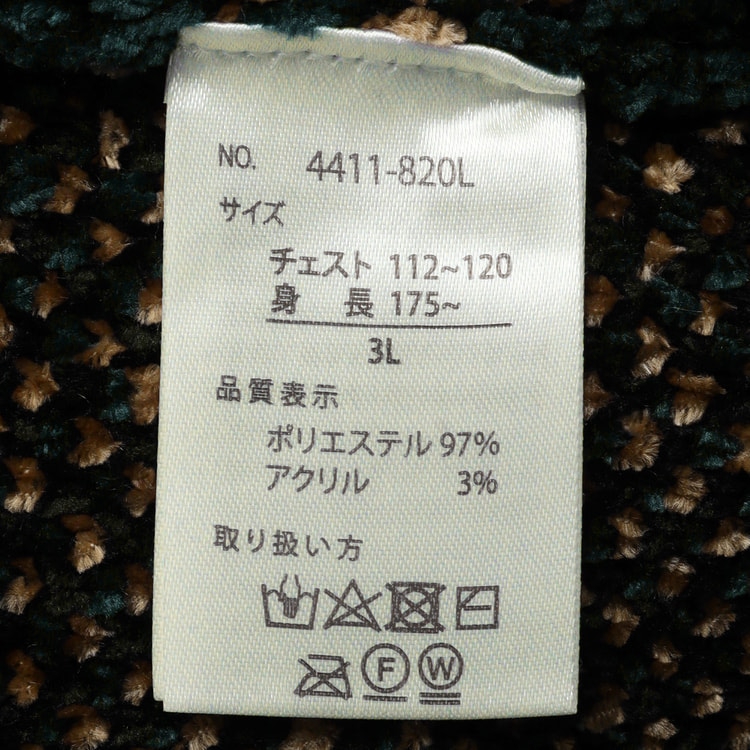 NO. 4411-820L
サイズ
チェスト 112~120
身 長 175~
3L
品質表示
ポリエステル 97%
アクリル 3%
取り扱い方
F W